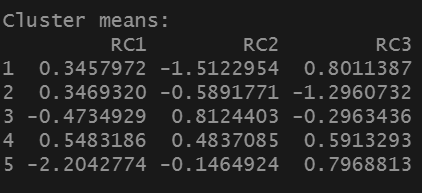 Cluster means:
RC1 RC2 RC3
1 0.3457972 -1.5122954 0.8011387
2 0.3469320 -0.5891771 -1.2960732
3 -0.4734929 0.8124403 -0.2963436
4 0.5483186 0.4837085 0.5913293
5 -2.2042774 -0.1464924 0.7968813